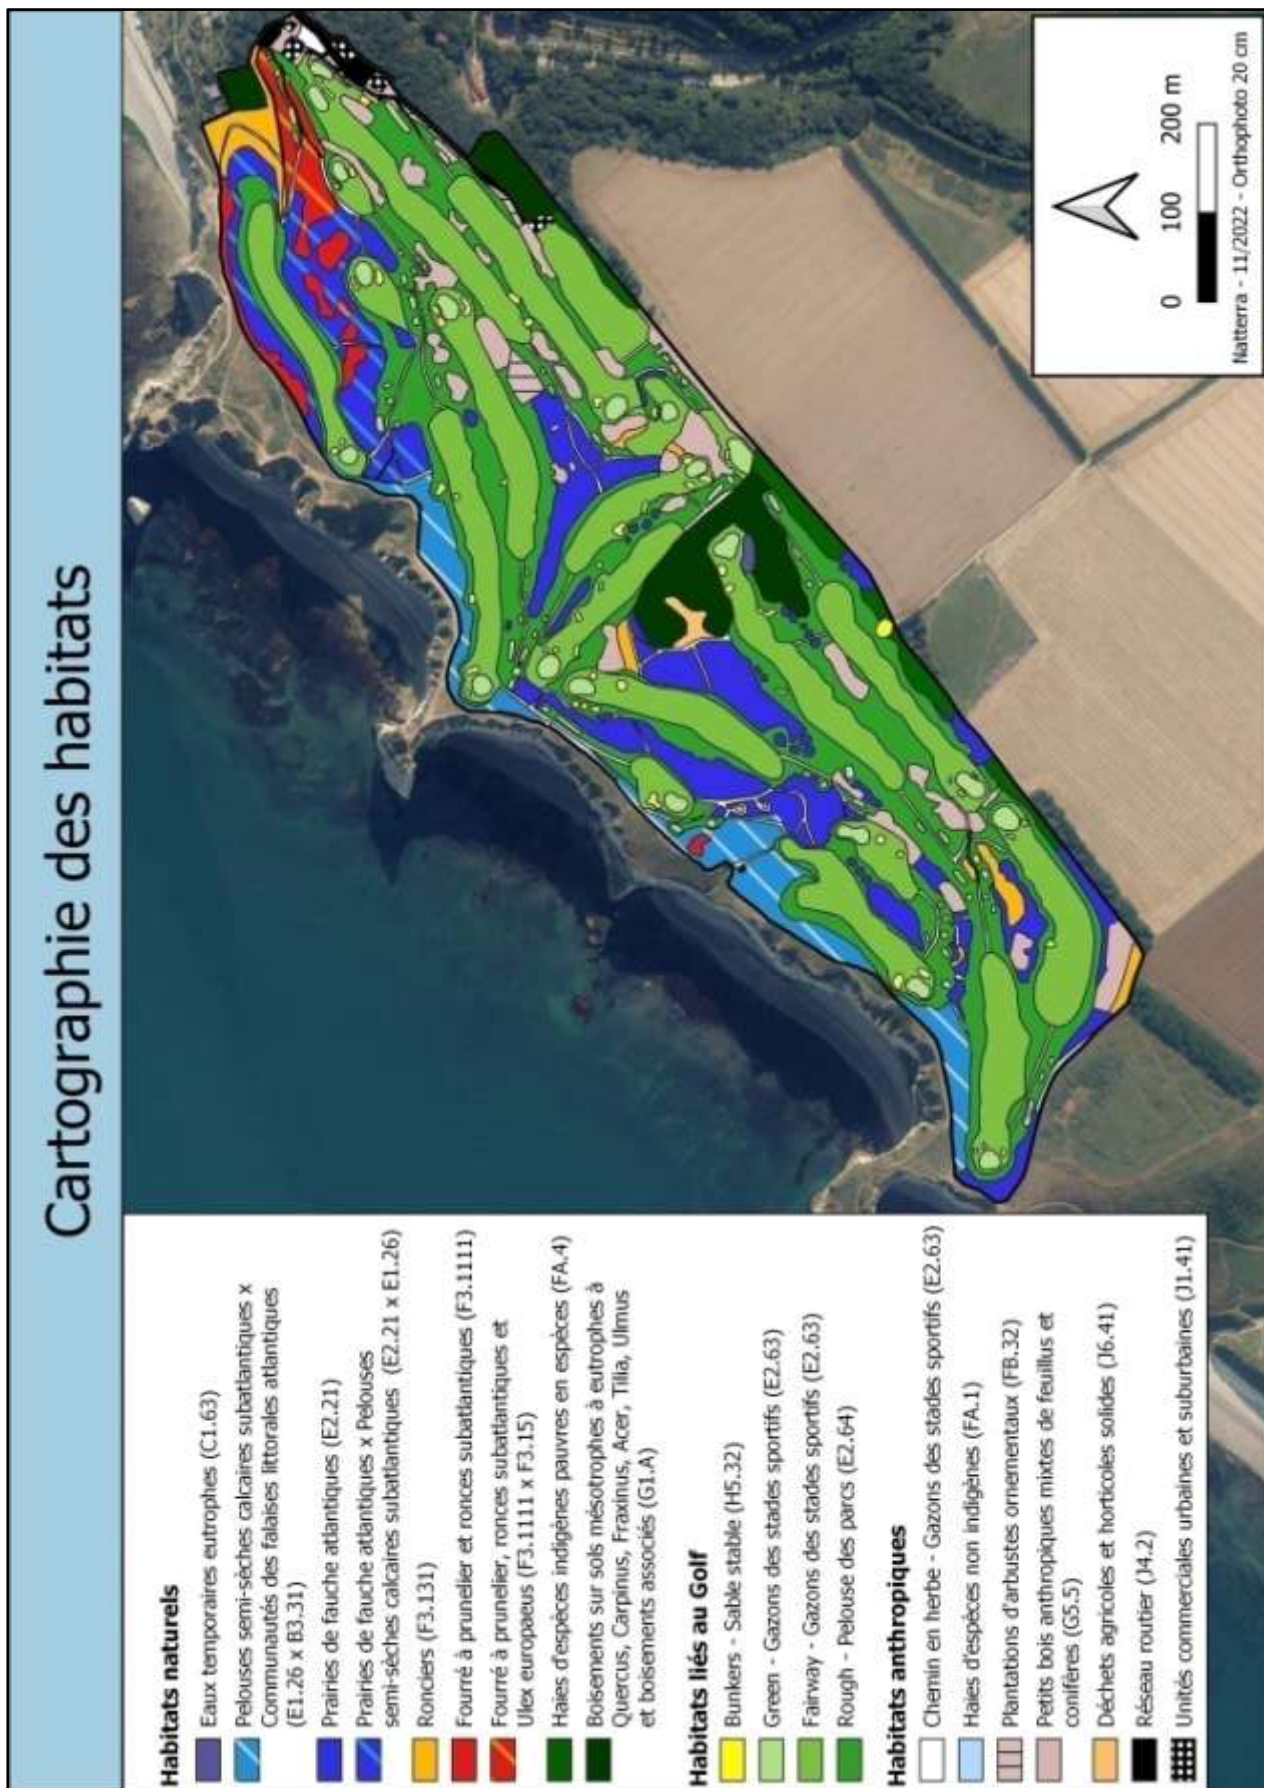 Cartographie des habitats
Habitats naturels
Eaux temporaires eutrophes (C1.63)
Pelouses semi-sèches calcaires subatlantiques x
Communautés des falaises littorales atlantiques
(E1.26 x B3.31)
Prairies de fauche atlantiques (E2.21)
Prairies de fauche atlantiques x Pelouses
semi-sèches calcaires subatlantiques (E2.21 x E1.26)
Ronciers (F3.131)
Fourré à prunelier et ronces subatlantiques (F3.1111)
Fourré à prunelier, ronces subatlantiques et
Ulex europaeus (F3.1111 x F3.15)
Haies d'espèces indigènes pauvres en espèces (FA.4)
Boisements sur sols mésotrophes à eutrophes à
Quercus, Carpinus, Fraxinus, Acer, Tilia, Ulmus
et boisements associés (G1.A)
Habitats liés au Golf
Bunkers - Sable stable (H5.32)
Green - Gazons des stades sportifs (E2.63)
Fairway - Gazons des stades sportifs (E2.63)
Rough - Pelouse des parcs (E2.64)
Habitats anthropiques
Chemin en herbe - Gazons des stades sportifs (E2.63)
Haies d'espèces non indigènes (FA.1)
Plantations d'arbustes ornementaux (FB.32)
Petits bois anthropiques mixtes de feuillus et
conifères (G5.5)
Déchets agricoles et horticoles solides (J6.41)
Réseau routier (J4.2)
Unités commerciales urbaines et suburbaines (J1.41)
0 100 200 m
Natterra - 11/2022 - Orthophoto 20 cm